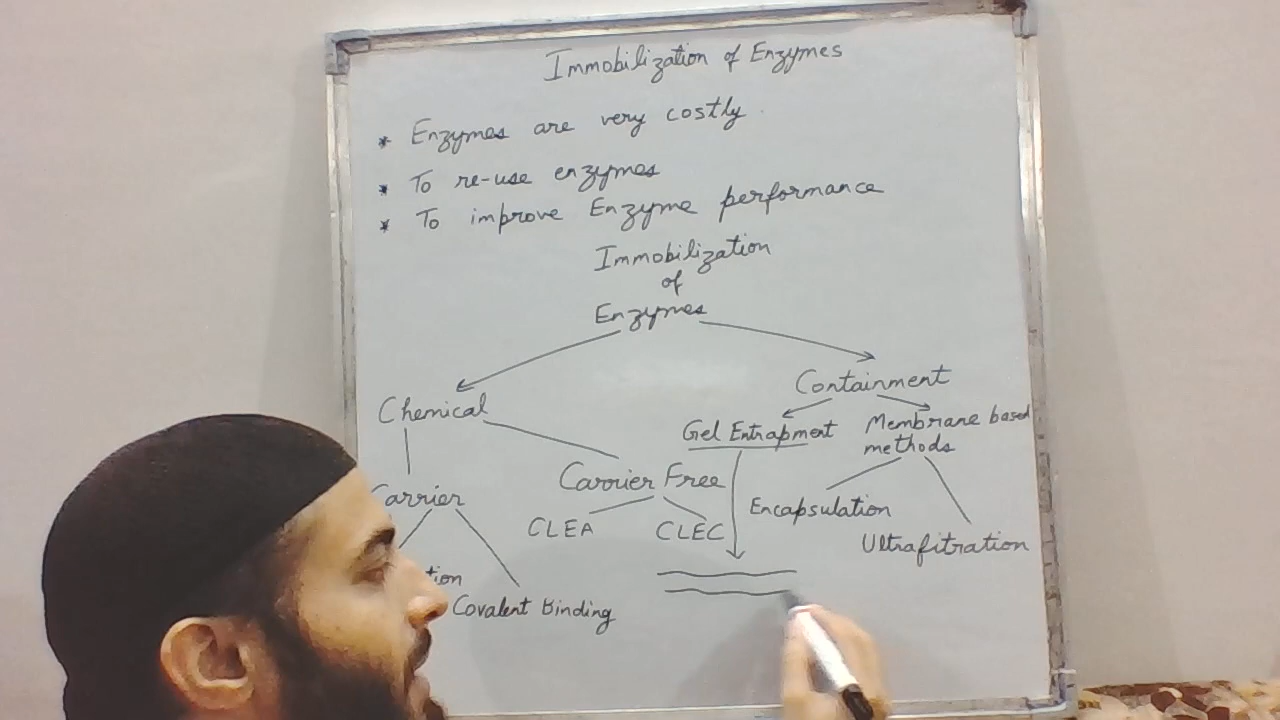 Immobilization of Enzymes
* Enzymes are very costly
* To re-use enzymes
* To improve Enzyme performance
Immobilization
of
Enzymes
Chemical
Containment
Gel Entrapment
Membrane based
methods
Carrier
Carrier Free
Encapsulation
CLEA
CLEC
Ultrafitration
tion
Covalent Binding